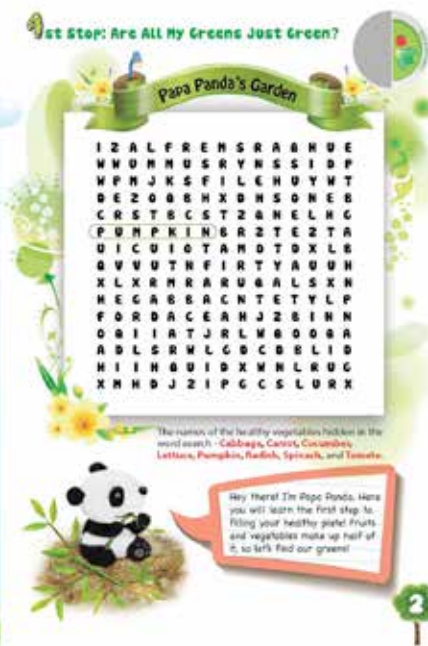 1st Stop: Are All My Greens Just Green?
Papa Panda's Garden
I Z A L F R E M S R A G H U E
W W U M M U S R Y N S S I D P
W P M J K S F I L E H U Y W T
D E Z O Q B H X D H S O N E B
C R S T B C S T Z G N E L H G
P U M P K I N B R Z T E Z T A
U I C U I O T A M D T D X L B
Q V U U T N F I R T Y A U U H
X L X R M R A R U G A L S X N
H E G A B B A C N T E T Y L P
F O R D A C E A H J Z B I N N
O G I I A T J R L W G O O G A
A D L S R W L C D C D B L I D
H I I H Q U I D X W N L R U C
X M H D J Z I P G C S L U R X
The names of the healthy vegetables hidden in the
word search - Cabbage, Carrot, Cucumber,
Lettuce, Pumpkin, Radish, Spinach, and Tomato.
Hey there! I'm Papa Panda. Here
you will learn the first step to
filling your healthy plate! Fruits
and vegetables make up half of
it, so let's find our greens!
2